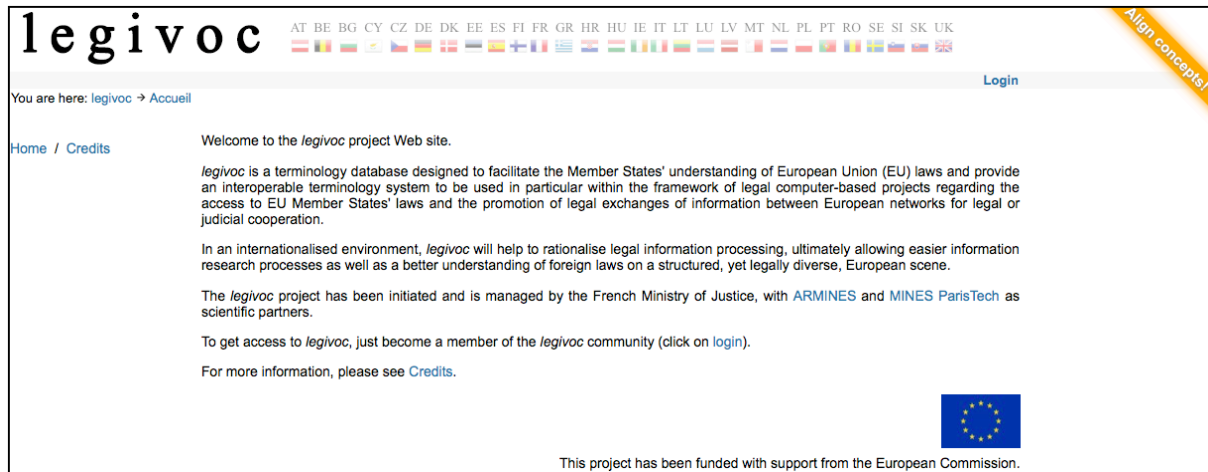 legivoc
AT BE BG CY CZ DE DK EE ES FI FR GR HR HU IE IT LT LU LV MT NL PL PT RO SE SI SK UK
Align concepts!
Login
You are here: legivoc → Accueil
Home / Credits
Welcome to the legivoc project Web site.
legivoc is a terminology database designed to facilitate the Member States' understanding of European Union (EU) laws and provide
an interoperable terminology system to be used in particular within the framework of legal computer-based projects regarding the
access to EU Member States' laws and the promotion of legal exchanges of information between European networks for legal or
judicial cooperation.
In an internationalised environment, legivoc will help to rationalise legal information processing, ultimately allowing easier information
research processes as well as a better understanding of foreign laws on a structured, yet legally diverse, European scene.
The legivoc project has been initiated and is managed by the French Ministry of Justice, with ARMINES and MINES ParisTech as
scientific partners.
To get access to legivoc, just become a member of the legivoc community (click on login).
For more information, please see Credits.
This project has been funded with support from the European Commission.